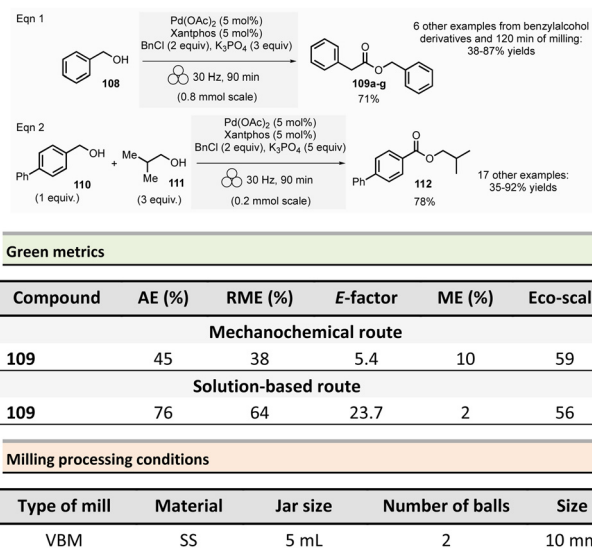 Eqn 1
Pd(OAc)2 (5 mol%)
Xantphos (5 mol%)
BnCl (2 equiv), K3PO4 (3 equiv)
30 Hz, 90 min
(0.8 mmol scale)
OH
108
O
O
109a-g
71%
6 other examples from benzylalcohol
derivatives and 120 min of milling:
38-87% yields
Eqn 2
Pd(OAc)2 (5 mol%)
Xantphos (5 mol%)
BnCl (2 equiv), K3PO4 (5 equiv)
30 Hz, 90 min
(0.2 mmol scale)
OH
Ph
110
(1 equiv.)
+
Me
OH
Me
111
(3 equiv.)
O
O
Ph
112
78%
17 other examples:
35-92% yields
Green metrics
Compound AE (%) RME (%) E-factor ME (%) Eco-scal
Mechanochemical route
109 45 38 5.4 10 59
Solution-based route
109 76 64 23.7 2 56
Milling processing conditions
Type of mill Material Jar size Number of balls Size
VBM SS 5 mL 2 10 mm